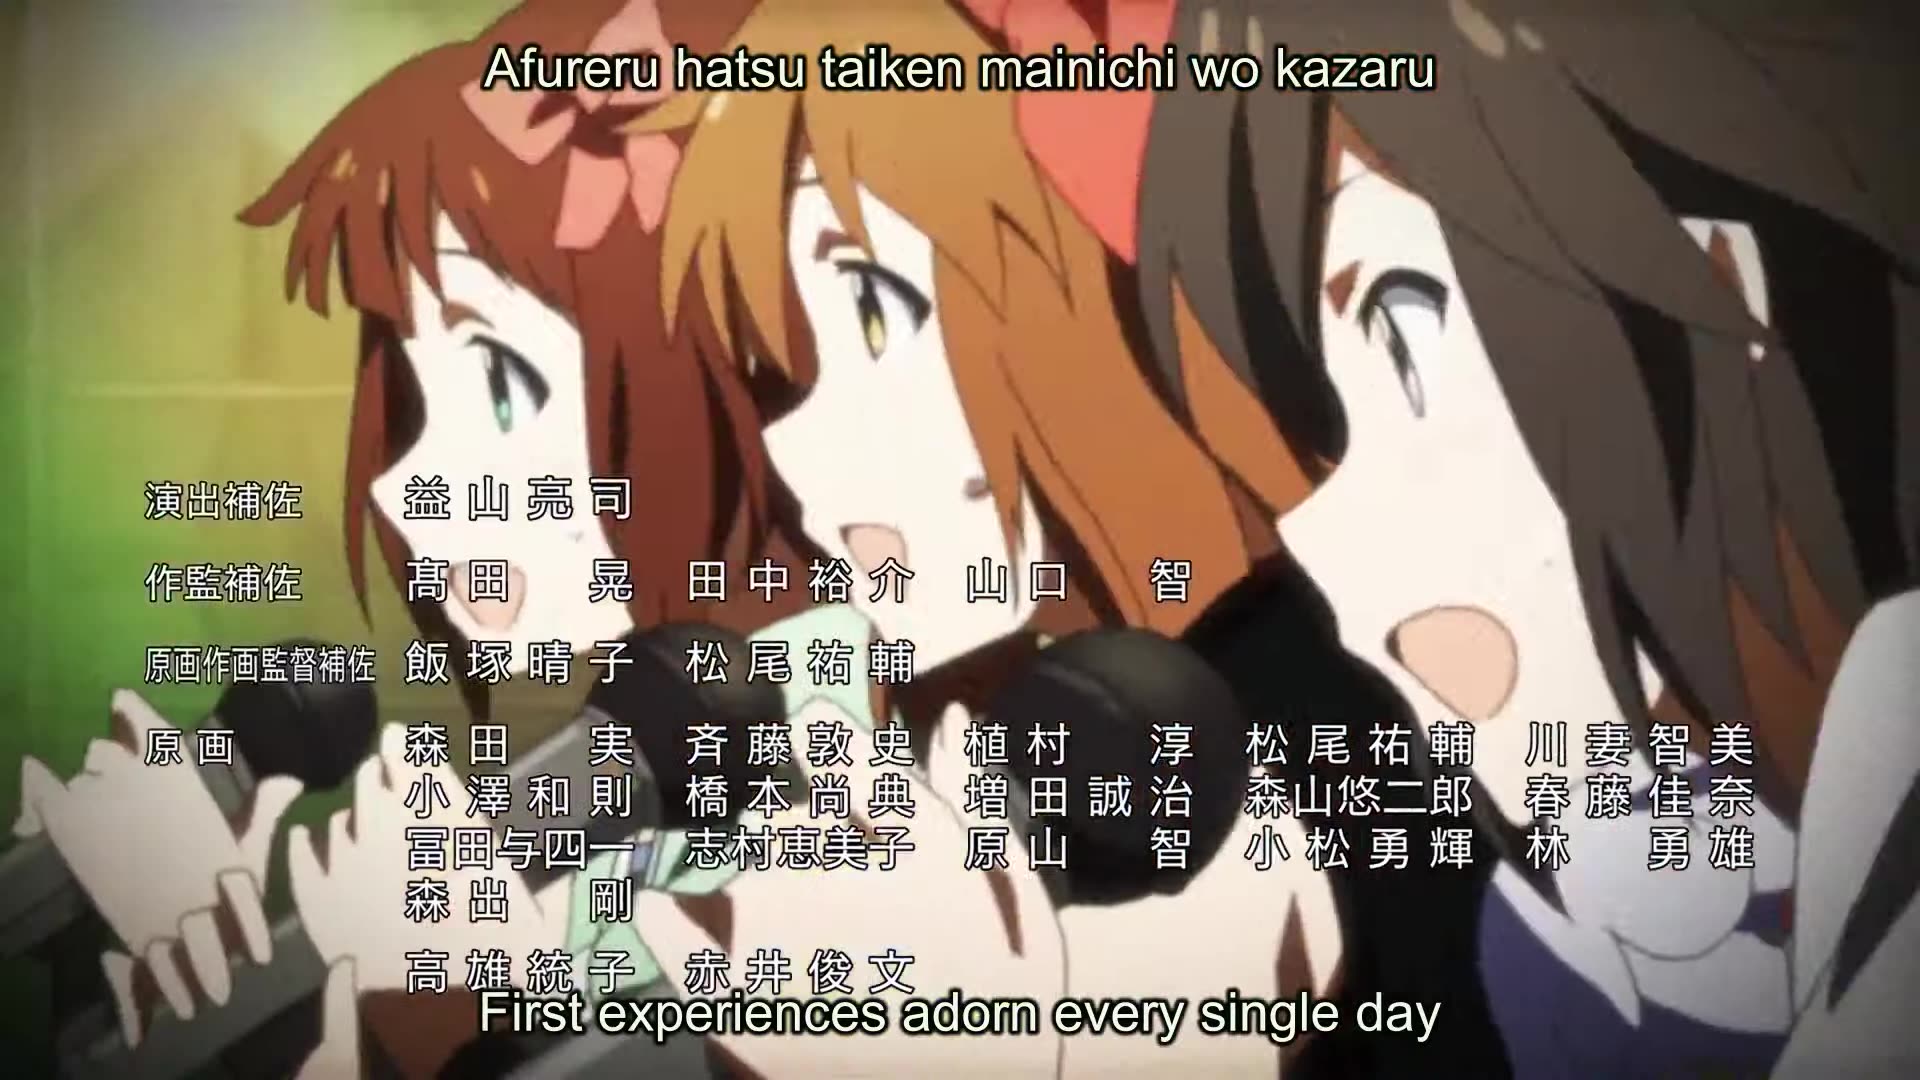 Afureru hatsu taiken mainichi wo kazaru
演出補佐 益山亮司
作監補佐 髙田 晃 田中裕介 山口 智
原画作画監督補佐 飯塚晴子 松尾祐輔
原画 森田 実 斉藤敦史 植村 淳 松尾祐輔 川妻智美
小澤和則 橋本尚典 増田誠治 森山悠二郎 春藤佳奈
冨田与四一 志村恵美子 原山 智 小松勇輝 林 勇雄
森出 剛
高雄統子 赤井俊文
First experiences adorn every single day